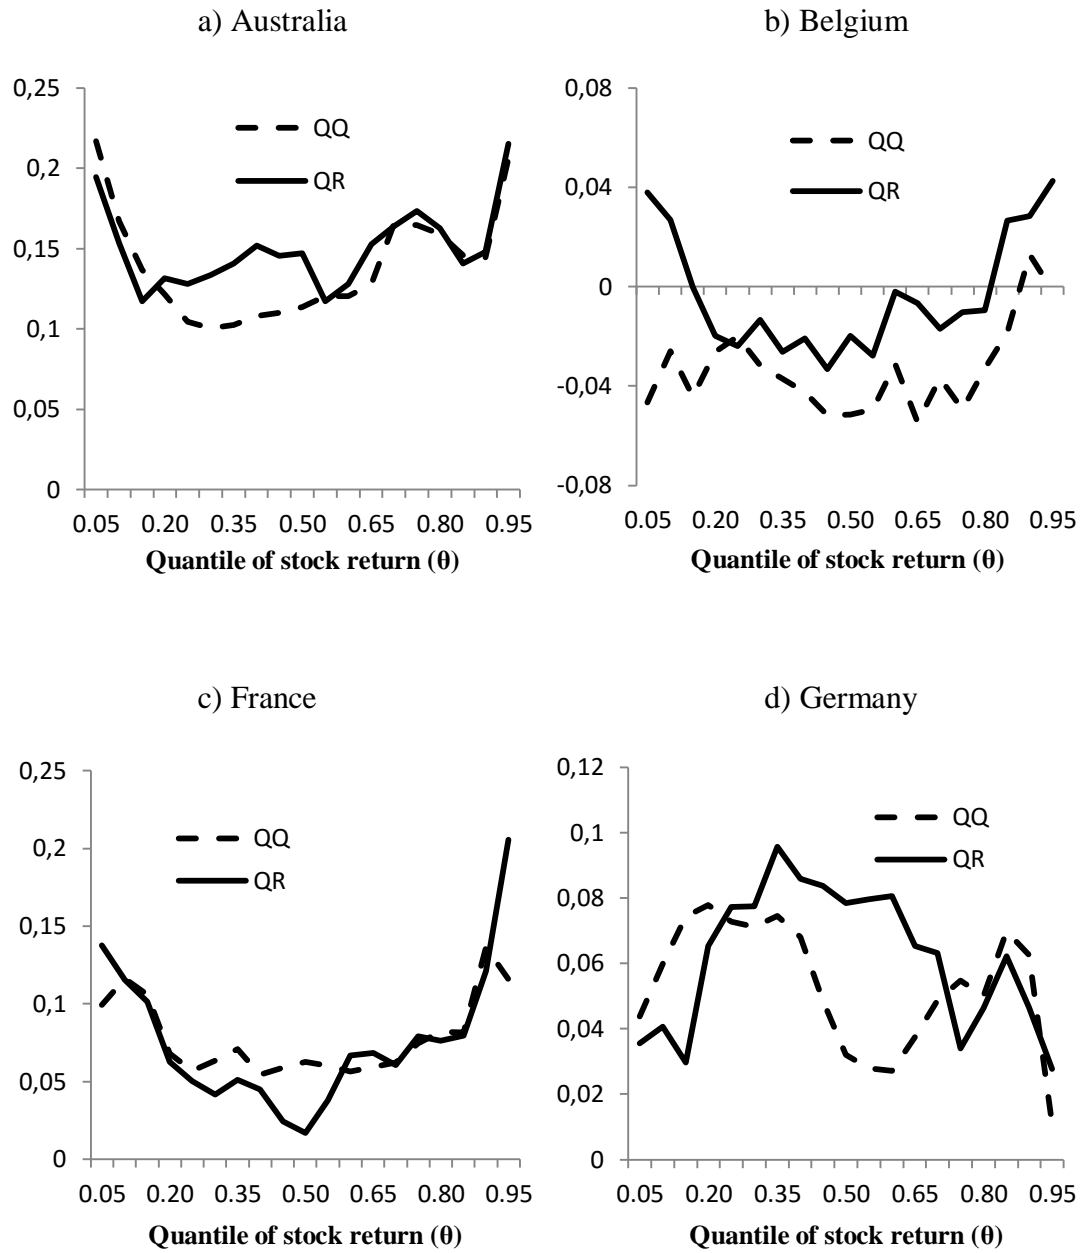 a) Australia
0,25
0,2
0,15
0,1
0,05
0
QQ
QR
0.05 0.20 0.35 0.50 0.65 0.80 0.95
Quantile of stock return (θ)
b) Belgium
0,08
0,04
0
-0,04
-0,08
QQ
QR
0.05 0.20 0.35 0.50 0.65 0.80 0.95
Quantile of stock return (θ)
c) France
0,25
0,2
0,15
0,1
0,05
0
QQ
QR
0.05 0.20 0.35 0.50 0.65 0.80 0.95
Quantile of stock return (θ)
d) Germany
0,12
0,1
0,08
0,06
0,04
0,02
0
QQ
QR
0.05 0.20 0.35 0.50 0.65 0.80 0.95
Quantile of stock return (θ)